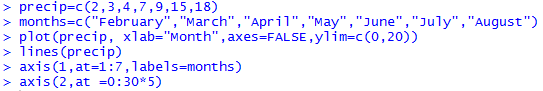 > precip=c(2,3,4,7,9,15,18)
> months=c("February","March","April","May","June","July","August")
> plot(precip, xlab="Month",axes=FALSE,ylim=c(0,20))
> lines(precip)
> axis(1,at=1:7,labels=months)
> axis(2,at =0:30*5)